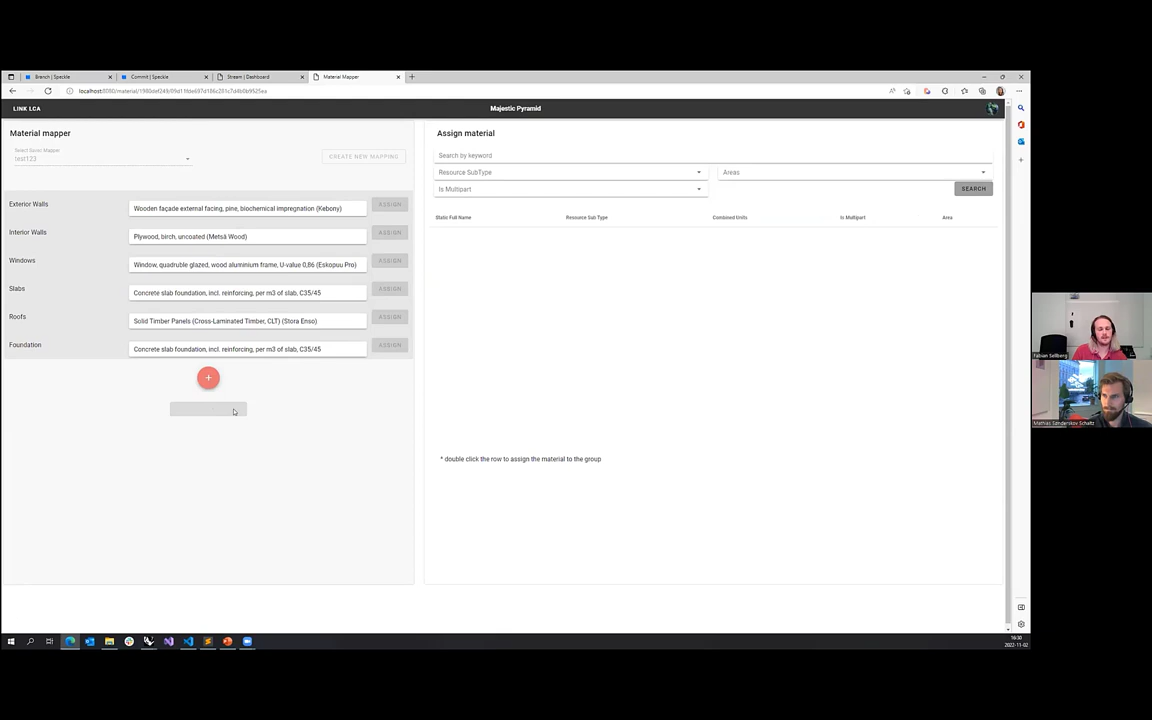 Branch | Speckle
Commit | Speckle
Stream | Dashboard
Material Mapper
LINK LCA
Majestic Pyramid
Material mapper
Select Saved Mapper
test123
CREATE NEW MAPPING
Exterior Walls
Wooden façade external facing, pine, biochemical impregnation (Kebony)
ASSIGN
Interior Walls
Plywood, birch, uncoated (Metsä Wood)
ASSIGN
Windows
Window, quadruble glazed, wood aluminium frame, U-value 0,86 (Eskopuu Pro)
ASSIGN
Slabs
Concrete slab foundation, incl. reinforcing, per m3 of slab, C35/45
ASSIGN
Roofs
Solid Timber Panels (Cross-Laminated Timber, CLT) (Stora Enso)
ASSIGN
Foundation
Concrete slab foundation, incl. reinforcing, per m3 of slab, C35/45
ASSIGN
+
Assign material
Search by keyword
Resource SubType
Areas
Is Multipart
SEARCH
Static Full Name
Resource Sub Type
Combined Units
Is Multipart
Area
* double click the row to assign the material to the group
Fabian Sellberg
Mathias Sønderskov Schaltz
16:30
2022-11-02